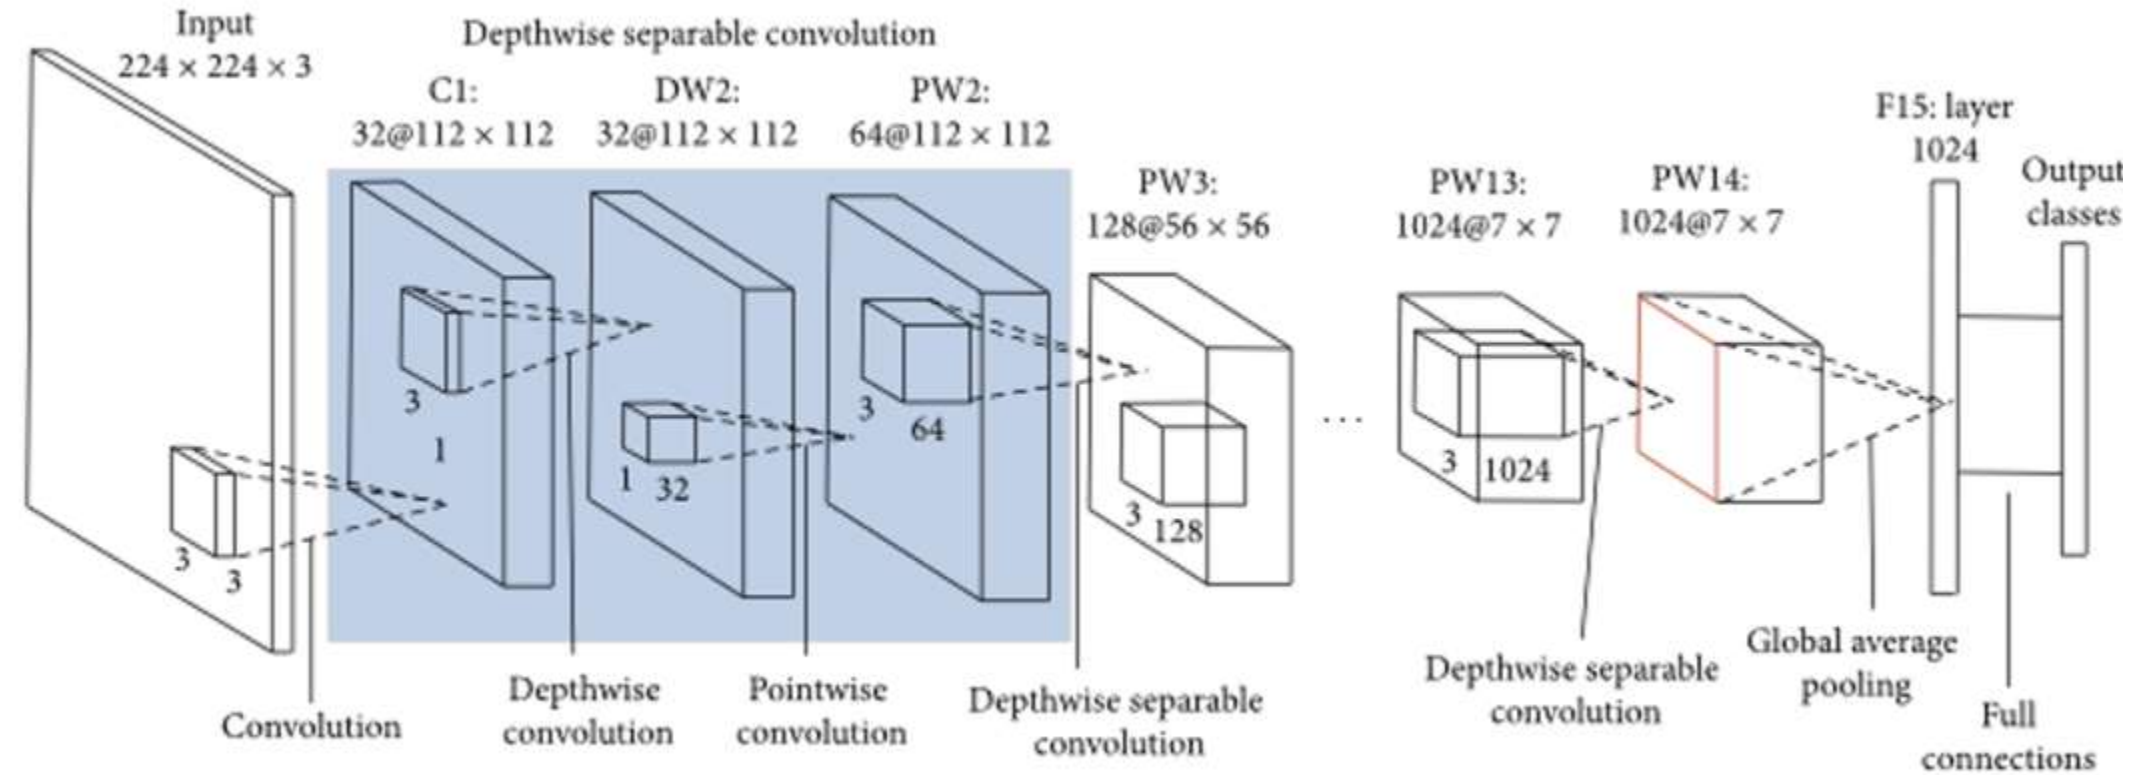 Input
224 × 224 × 3
Depthwise separable convolution
C1:
32@112 × 112
DW2:
32@112 × 112
PW2:
64@112 × 112
PW3:
128@56 × 56
PW13:
1024@7 × 7
PW14:
1024@7 × 7
F15: layer
1024
Output
classes
3
3
3
1
1
32
3
64
3
128
...
3
1024
Convolution
Depthwise
convolution
Pointwise
convolution
Depthwise separable
convolution
Depthwise separable
convolution
Global average
pooling
Full
connections